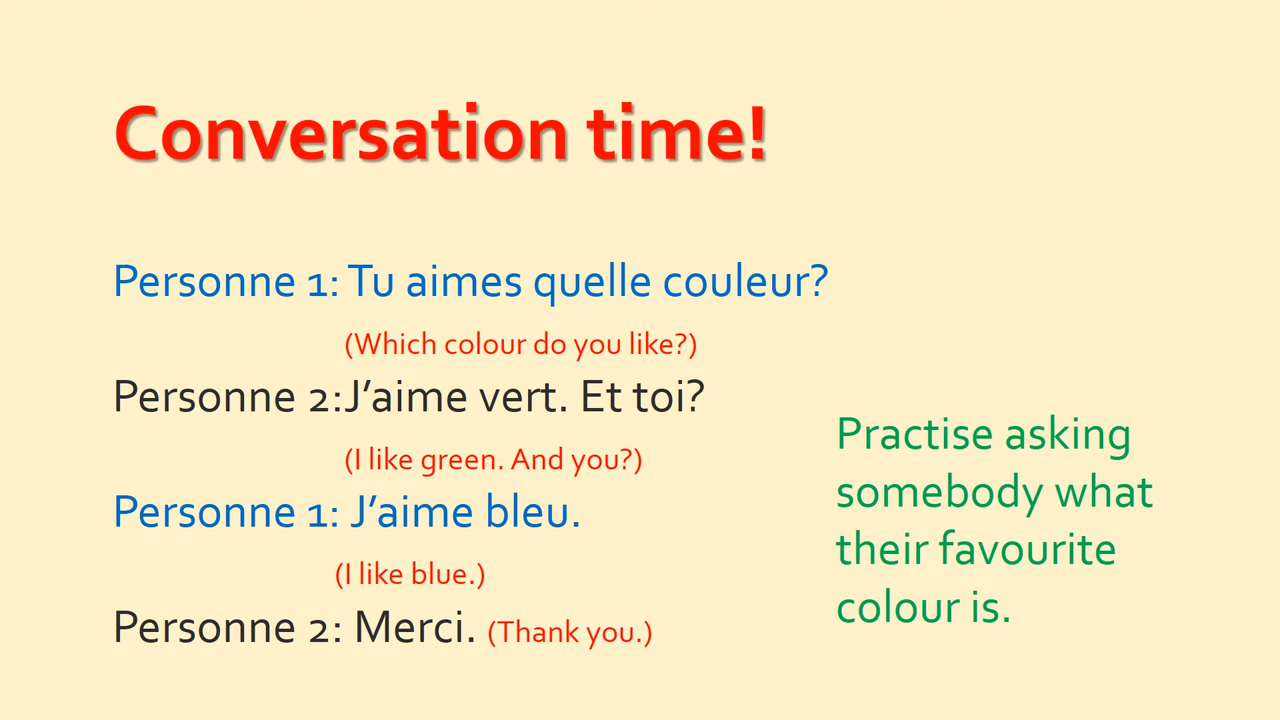 Conversation time!
Personne 1: Tu aimes quelle couleur?
(Which colour do you like?)
Personne 2:J’aime vert. Et toi?
(I like green. And you?)
Personne 1: J’aime bleu.
(I like blue.)
Personne 2: Merci. (Thank you.)
Practise asking
somebody what
their favourite
colour is.